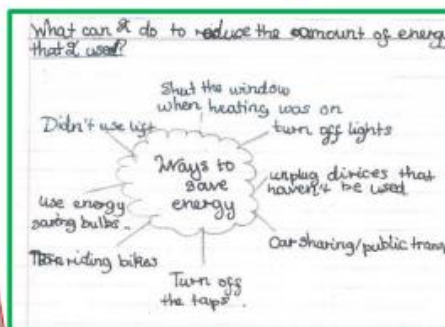 What can I do to reduce the amount of energy
that I used?
Shut the window
when heating was on
Didn't use lift
turn off lights
Ways to
save
energy
unplug divices that
haven't be used
use energy
saving bulbs.
Car sharing/public trans
riding bikes
Turn off
the taps.